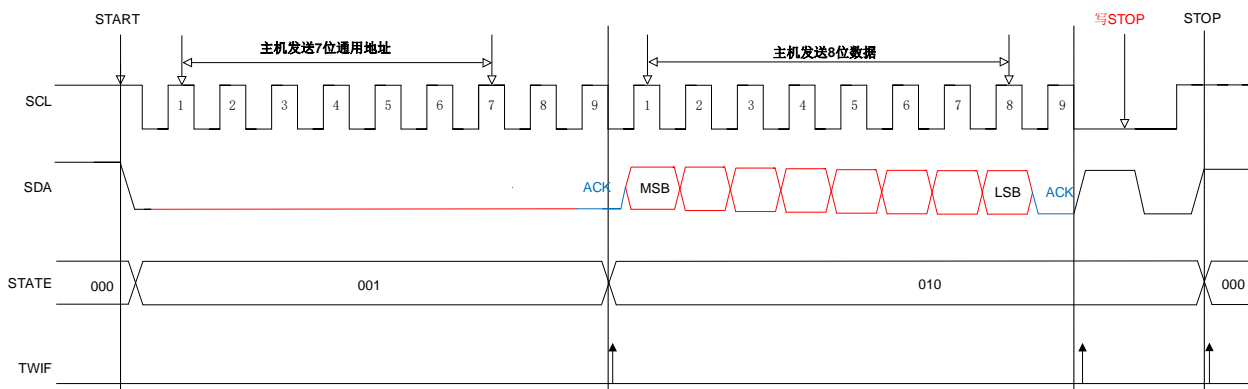 START 写STOP STOP
主机发送7位通用地址 主机发送8位数据
SCL 1 2 3 4 5 6 7 8 9 1 2 3 4 5 6 7 8 9
SDA ACK MSB LSB ACK
STATE 000 001 010 000
TWIF